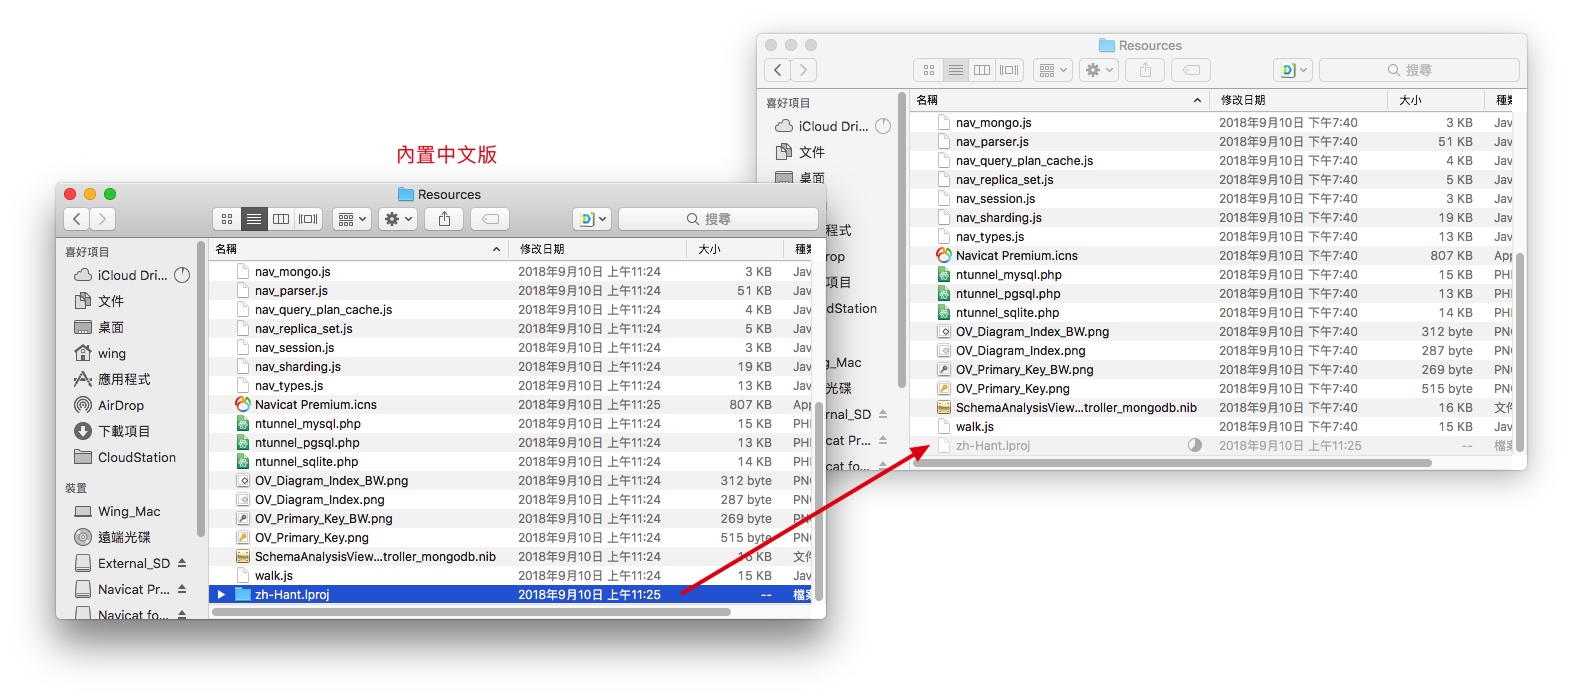 內置中文版
Resources
搜尋
喜好項目
iCloud Dri...
文件
桌面
wing
應用程式
AirDrop
下載項目
CloudStation
裝置
Wing_Mac
遠端光碟
External_SD
Navicat Pr...
Navicat fo...
名稱 修改日期 大小 種類
nav_mongo.js 2018年9月10日 上午11:24 3 KB Jav
nav_parser.js 2018年9月10日 上午11:24 51 KB Jav
nav_query_plan_cache.js 2018年9月10日 上午11:24 4 KB Jav
nav_replica_set.js 2018年9月10日 上午11:24 5 KB Jav
nav_session.js 2018年9月10日 上午11:24 3 KB Jav
nav_sharding.js 2018年9月10日 上午11:24 19 KB Jav
nav_types.js 2018年9月10日 上午11:24 13 KB Jav
Navicat Premium.icns 2018年9月10日 上午11:25 807 KB App
ntunnel_mysql.php 2018年9月10日 上午11:24 15 KB PH
ntunnel_pgsql.php 2018年9月10日 上午11:24 13 KB PH
ntunnel_sqlite.php 2018年9月10日 上午11:24 14 KB PH
OV_Diagram_Index_BW.png 2018年9月10日 上午11:24 312 byte PN
OV_Diagram_Index.png 2018年9月10日 上午11:24 287 byte PN
OV_Primary_Key_BW.png 2018年9月10日 上午11:24 269 byte PN
OV_Primary_Key.png 2018年9月10日 上午11:24 515 byte PN
SchemaAnalysisView...troller_mongodb.nib 2018年9月10日 上午11:24 16 KB 文件
walk.js 2018年9月10日 上午11:24 15 KB Jav
zh-Hant.lproj 2018年9月10日 上午11:25 -- 檔案
Resources
搜尋
喜好項目
iCloud Dri...
文件
桌面
程式
rop
項目
dStation
g_Mac
光碟
rnal_SD
cat Pr...
cat fo...
名稱 修改日期 大小 種類
nav_mongo.js 2018年9月10日 下午7:40 3 KB Jav
nav_parser.js 2018年9月10日 下午7:40 51 KB Jav
nav_query_plan_cache.js 2018年9月10日 下午7:40 4 KB Jav
nav_replica_set.js 2018年9月10日 下午7:40 5 KB Jav
nav_session.js 2018年9月10日 下午7:40 3 KB Jav
nav_sharding.js 2018年9月10日 下午7:40 19 KB Jav
nav_types.js 2018年9月10日 下午7:40 13 KB Jav
Navicat Premium.icns 2018年9月10日 下午7:40 807 KB App
ntunnel_mysql.php 2018年9月10日 下午7:40 15 KB PH
ntunnel_pgsql.php 2018年9月10日 下午7:40 13 KB PH
ntunnel_sqlite.php 2018年9月10日 下午7:40 14 KB PH
OV_Diagram_Index_BW.png 2018年9月10日 下午7:40 312 byte PN
OV_Diagram_Index.png 2018年9月10日 下午7:40 287 byte PN
OV_Primary_Key_BW.png 2018年9月10日 下午7:40 269 byte PN
OV_Primary_Key.png 2018年9月10日 下午7:40 515 byte PN
SchemaAnalysisView...troller_mongodb.nib 2018年9月10日 下午7:40 16 KB 文件
walk.js 2018年9月10日 下午7:40 15 KB Jav
zh-Hant.lproj 2018年9月10日 上午11:25 -- 檔案